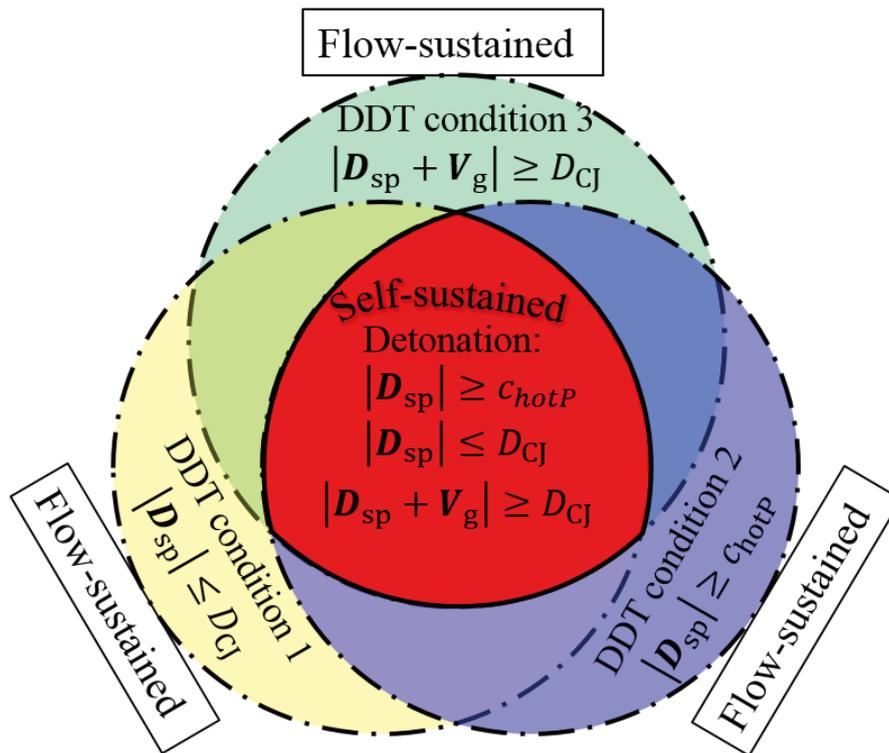 Flow-sustained
DDT condition 3
|𝑫sp + 𝑽g| ≥ 𝐷CJ
Self-sustained
Detonation:
|𝑫sp| ≥ 𝑐ℎ𝑜𝑡𝑃
|𝑫sp| ≤ 𝐷CJ
|𝑫sp + 𝑽g| ≥ 𝐷CJ
DDT condition 1
|𝑫sp| ≤ 𝐷CJ
Flow-sustained
DDT condition 2
|𝑫sp| ≥ 𝑐hotP
Flow-sustained